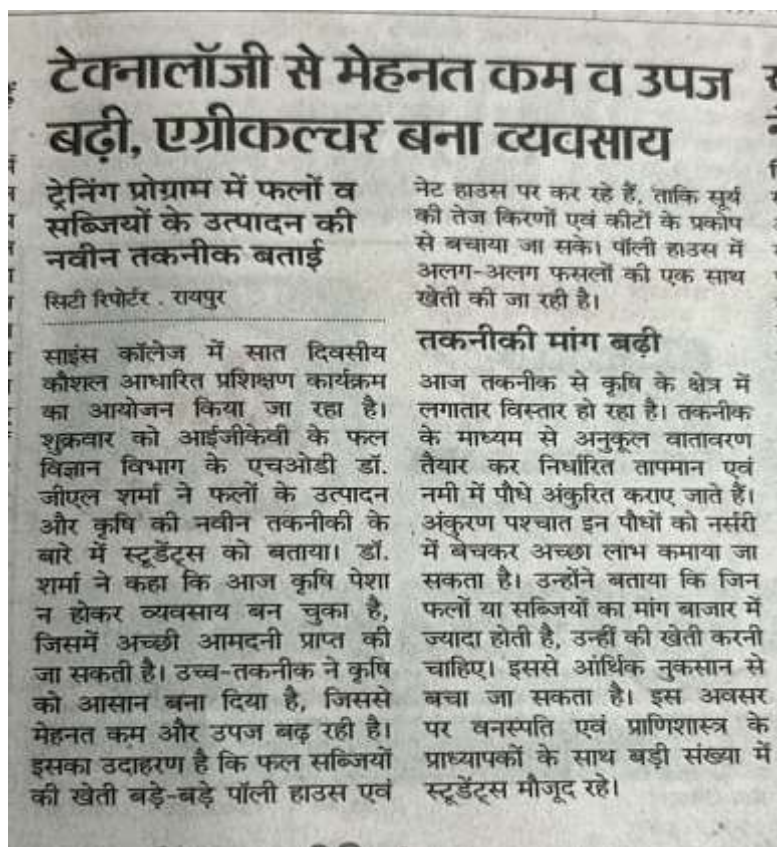 टेक्नालॉजी से मेहनत कम व उपज
बढ़ी, एग्रीकल्चर बना व्यवसाय
ट्रेनिंग प्रोग्राम में फलों व
सब्जियों के उत्पादन की
नवीन तकनीक बताई
सिटी रिपोर्टर . रायपुर
साइंस कॉलेज में सात दिवसीय
कौशल आधारित प्रशिक्षण कार्यक्रम
का आयोजन किया जा रहा है।
शुक्रवार को आईजीकेवी के फल
विज्ञान विभाग के एचओडी डॉ.
जीएल शर्मा ने फलों के उत्पादन
और कृषि की नवीन तकनीकी के
बारे में स्टूडेंट्स को बताया। डॉ.
शर्मा ने कहा कि आज कृषि पेशा
न होकर व्यवसाय बन चुका है,
जिसमें अच्छी आमदनी प्राप्त की
जा सकती है। उच्च-तकनीक ने कृषि
को आसान बना दिया है, जिससे
मेहनत कम और उपज बढ़ रही है।
इसका उदाहरण है कि फल सब्जियों
की खेती बड़े-बड़े पॉली हाउस एवं
नेट हाउस पर कर रहे हैं, ताकि सूर्य
की तेज किरणों एवं कीटों के प्रकोप
से बचाया जा सके। पॉली हाउस में
अलग-अलग फसलों की एक साथ
खेती की जा रही है।
तकनीकी मांग बढ़ी
आज तकनीक से कृषि के क्षेत्र में
लगातार विस्तार हो रहा है। तकनीक
के माध्यम से अनुकूल वातावरण
तैयार कर निर्धारित तापमान एवं
नमी में पौधे अंकुरित कराए जाते हैं।
अंकुरण पश्चात इन पौधों को नर्सरी
में बेचकर अच्छा लाभ कमाया जा
सकता है। उन्होंने बताया कि जिन
फलों या सब्जियों का मांग बाजार में
ज्यादा होती है, उन्हीं की खेती करनी
चाहिए। इससे आंर्थिक नुकसान से
बचा जा सकता है। इस अवसर
पर वनस्पति एवं प्राणिशास्त्र के
प्राध्यापकों के साथ बड़ी संख्या में
स्टूडेंट्स मौजूद रहे।